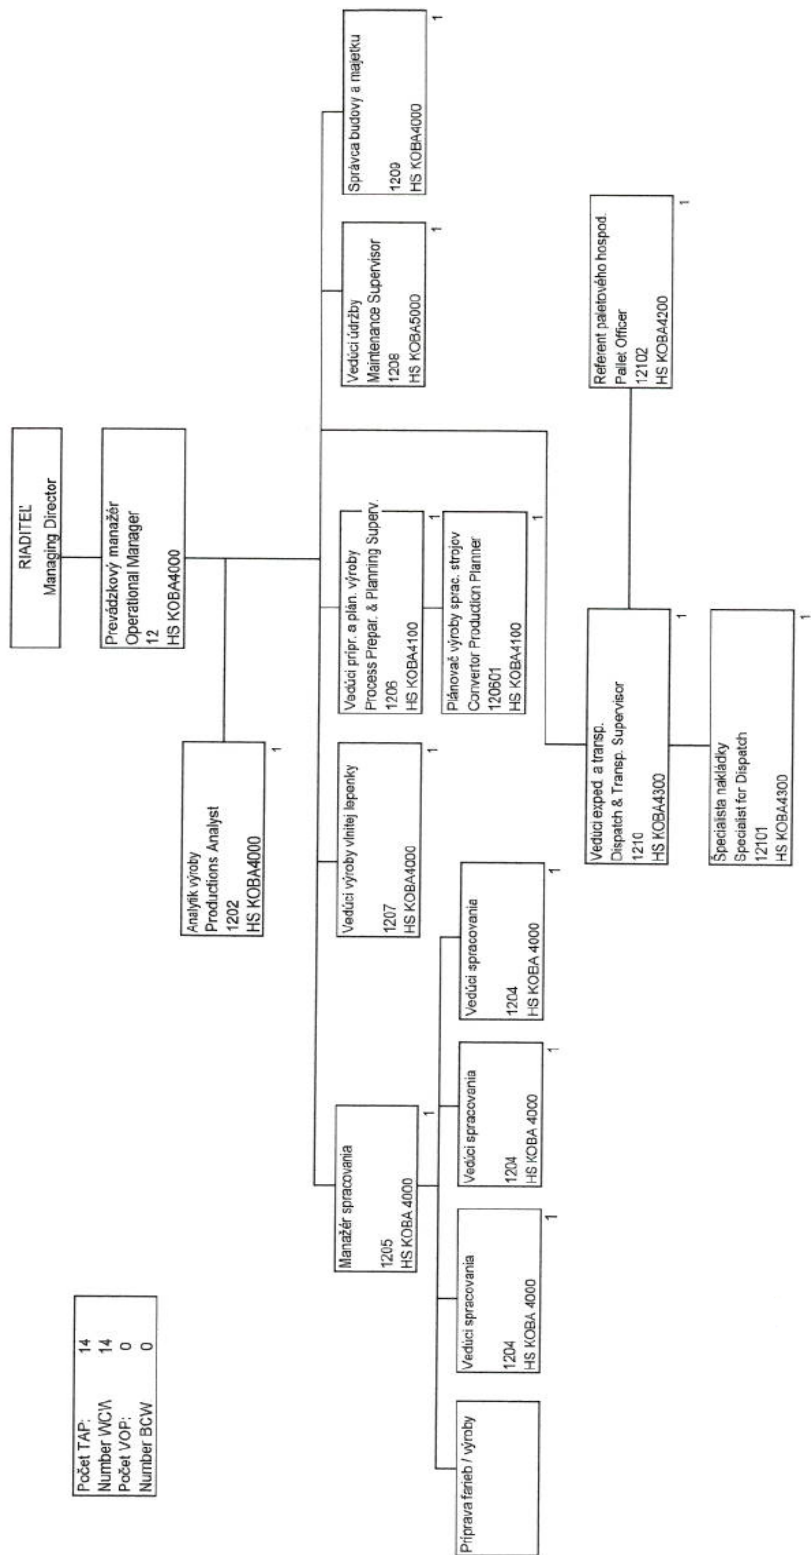 RIADITEĽ
Managing Director
Prevádzkový manažér
Operational Manager
12
HS KOBA4000
Počet TAP: 14
Number WCW 14
Počet VOP: 0
Number BCW 0
Analytik výroby
Productions Analyst
1202
HS KOBA4000
1
Manažér spracovania
1205
HS KOBA 4000
1
Vedúci výroby vlnitej lepenky
1207
HS KOBA4000
1
Vedúci prípr. a plán. výroby
Process Prepar. & Planning Superv.
1206
HS KOBA4100
1
Vedúci údržby
Maintenance Supervisor
1208
HS KOBA5000
1
Správca budovy a majetku
1209
HS KOBA4000
1
Príprava farieb / výroby
Vedúci spracovania
1204
HS KOBA 4000
1
Vedúci spracovania
1204
HS KOBA 4000
1
Vedúci spracovania
1204
HS KOBA 4000
1
Plánovač výroby sprac. strojov
Convertor Production Planner
120601
HS KOBA4100
1
Vedúci exped. a transp.
Dispatch & Transp. Supervisor
1210
HS KOBA4300
1
Referent paletového hospod.
Pallet Officer
12102
HS KOBA4200
1
Špecialista nakládky
Specialist for Dispatch
12101
HS KOBA4300
1